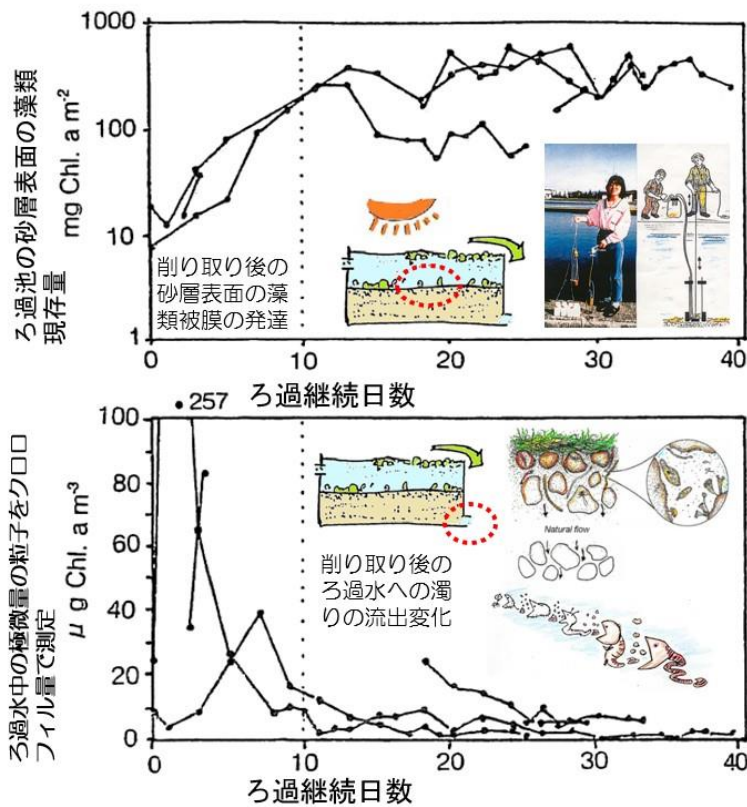 ろ過池の砂層表面の藻類
現存量
mg Chl. a m-2
1000
100
10
1
削り取り後の
砂層表面の藻
類被膜の発達
0
10
20
30
40
ろ過継続日数
ろ過水中の極微量の粒子をクロロ
フィル量で測定
μg Chl. a m-3
257
100
80
60
40
20
0
削り取り後の
ろ過水への濁
りの流出変化
Natural flow
0
10
20
30
40
ろ過継続日数